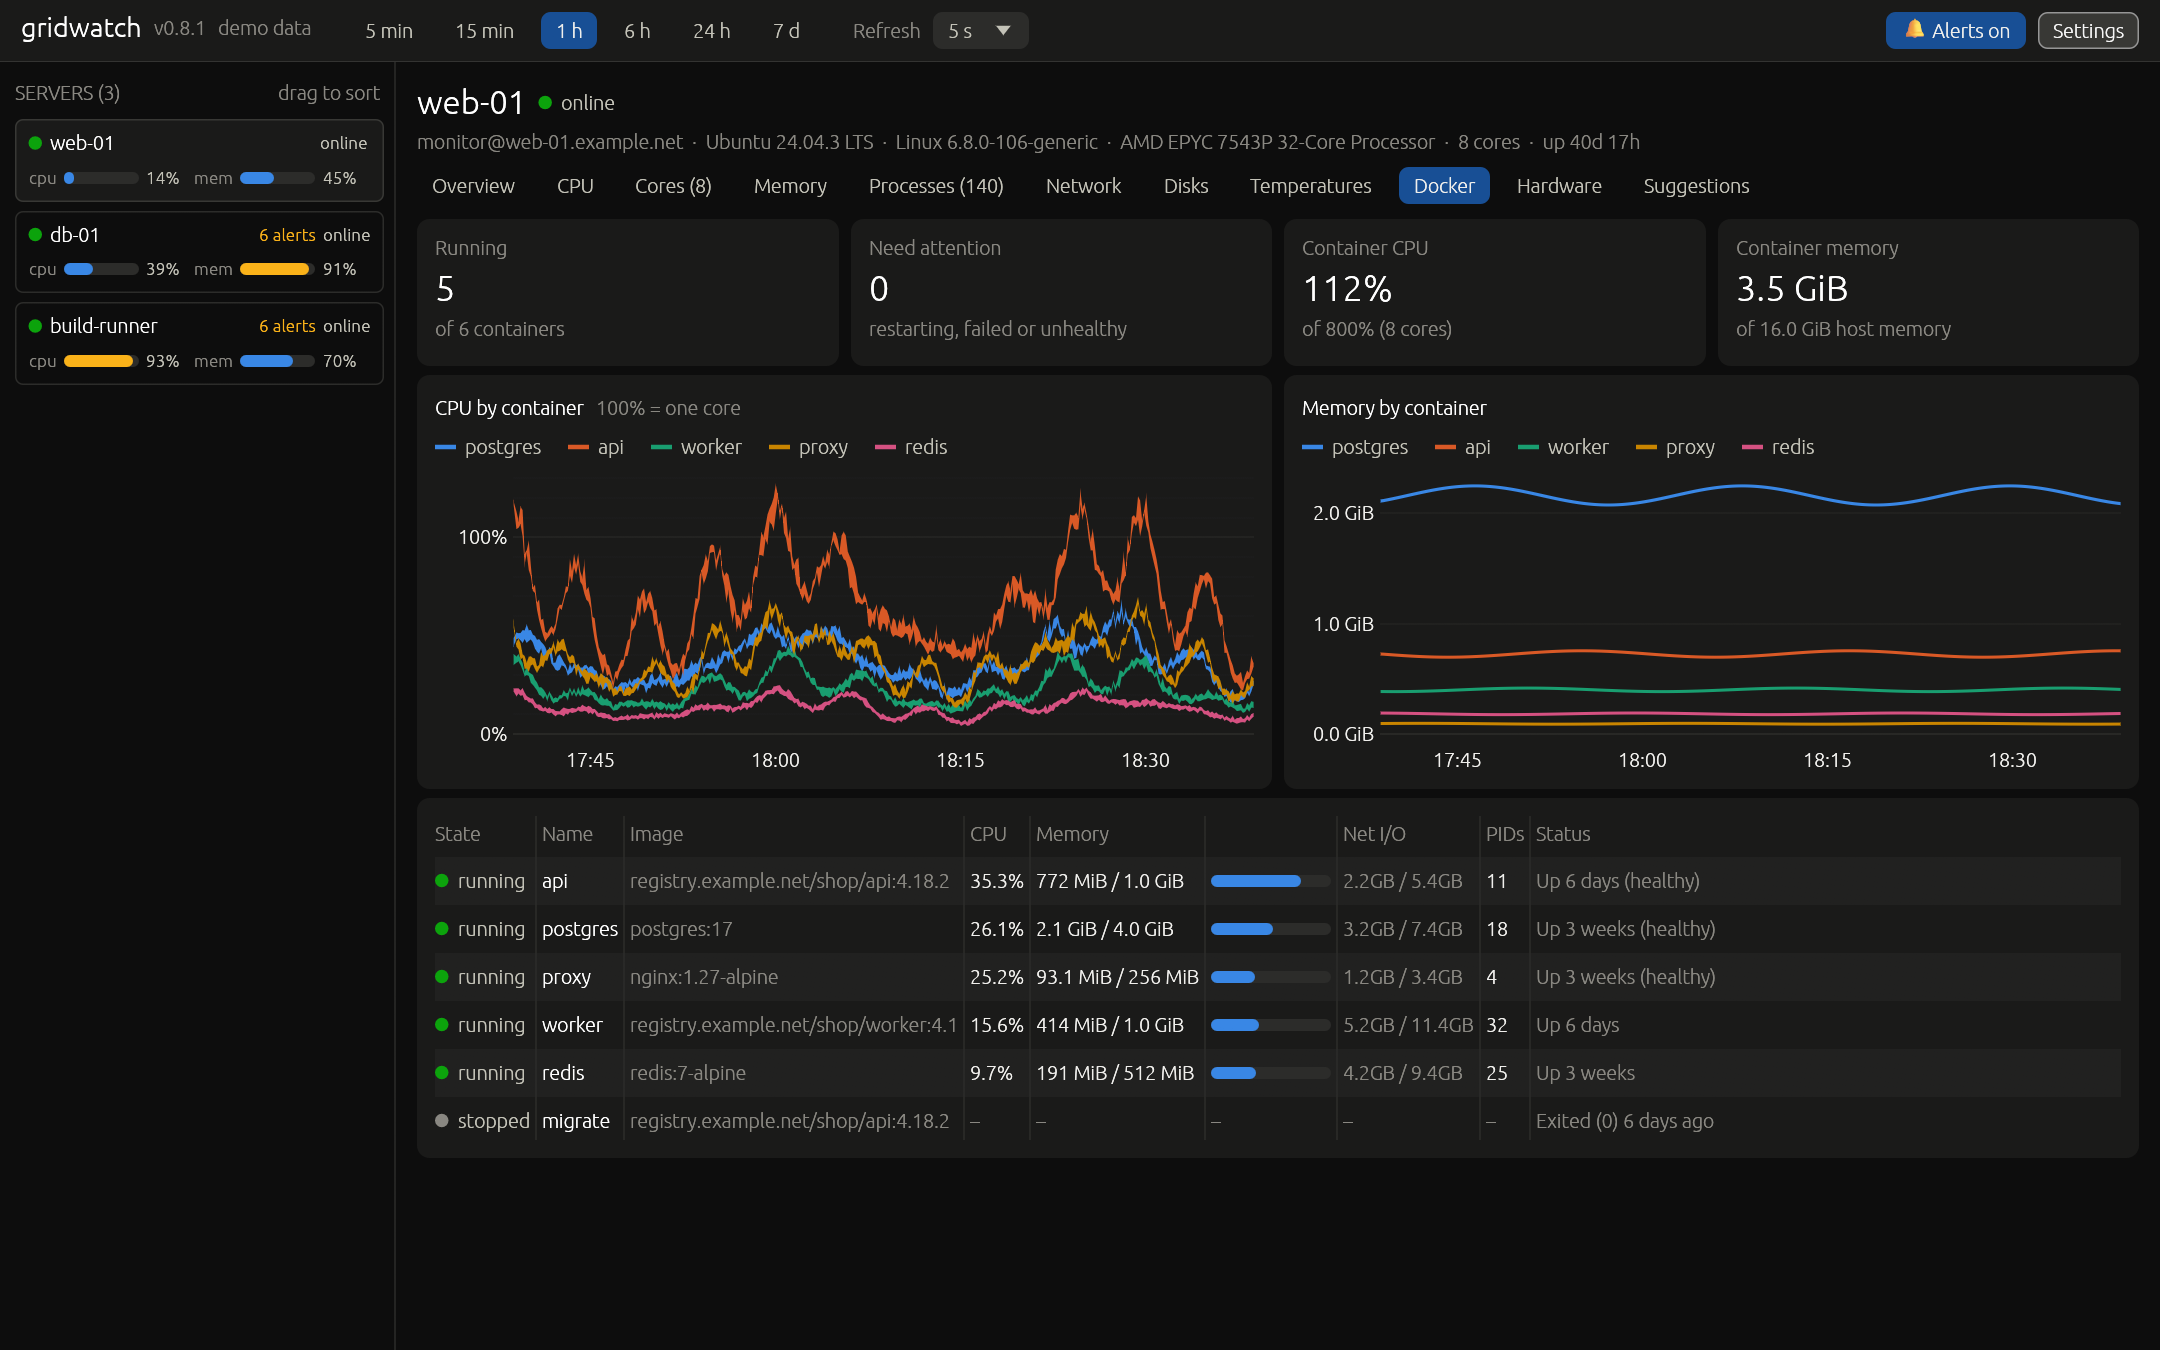 gridwatch v0.8.1 demo data 5 min 15 min 1 h 6 h 24 h 7 d Refresh 5 s Alerts on Settings
SERVERS (3) drag to sort
web-01 online
cpu 14% mem 45%
db-01 6 alerts online
cpu 39% mem 91%
build-runner 6 alerts online
cpu 93% mem 70%
web-01 online
monitor@web-01.example.net · Ubuntu 24.04.3 LTS · Linux 6.8.0-106-generic · AMD EPYC 7543P 32-Core Processor · 8 cores · up 40d 17h
Overview CPU Cores (8) Memory Processes (140) Network Disks Temperatures Docker Hardware Suggestions
Running
5
of 6 containers
Need attention
0
restarting, failed or unhealthy
Container CPU
112%
of 800% (8 cores)
Container memory
3.5 GiB
of 16.0 GiB host memory
CPU by container 100% = one core
postgres api worker proxy redis
100%
0%
17:45 18:00 18:15 18:30
Memory by container
postgres api worker proxy redis
2.0 GiB
1.0 GiB
0.0 GiB
17:45 18:00 18:15 18:30
State Name Image CPU Memory Net I/O PIDs Status
running api registry.example.net/shop/api:4.18.2 35.3% 772 MiB / 1.0 GiB 2.2GB / 5.4GB 11 Up 6 days (healthy)
running postgres postgres:17 26.1% 2.1 GiB / 4.0 GiB 3.2GB / 7.4GB 18 Up 3 weeks (healthy)
running proxy nginx:1.27-alpine 25.2% 93.1 MiB / 256 MiB 1.2GB / 3.4GB 4 Up 3 weeks (healthy)
running worker registry.example.net/shop/worker:4.1 15.6% 414 MiB / 1.0 GiB 5.2GB / 11.4GB 32 Up 6 days
running redis redis:7-alpine 9.7% 191 MiB / 512 MiB 4.2GB / 9.4GB 25 Up 3 weeks
stopped migrate registry.example.net/shop/api:4.18.2 – – – – – Exited (0) 6 days ago